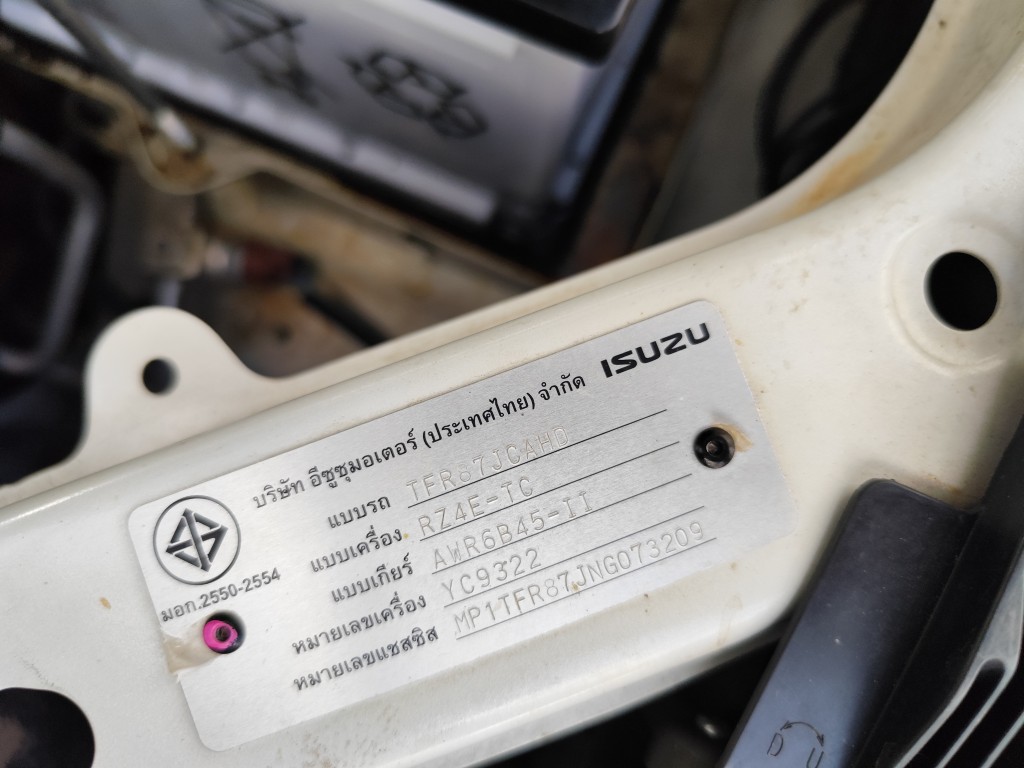 บริษัท อีซูซุมอเตอร์ (ประเทศไทย) จำกัด ISUZU
แบบรถ TFR87JCAHD
แบบเครื่อง RZ4E-TC
แบบเกียร์ AWR6B45-II
หมายเลขเครื่อง YC9322
หมายเลขแชสซิส MP1TFR87JNG073209
มอก.2550-2554
D U